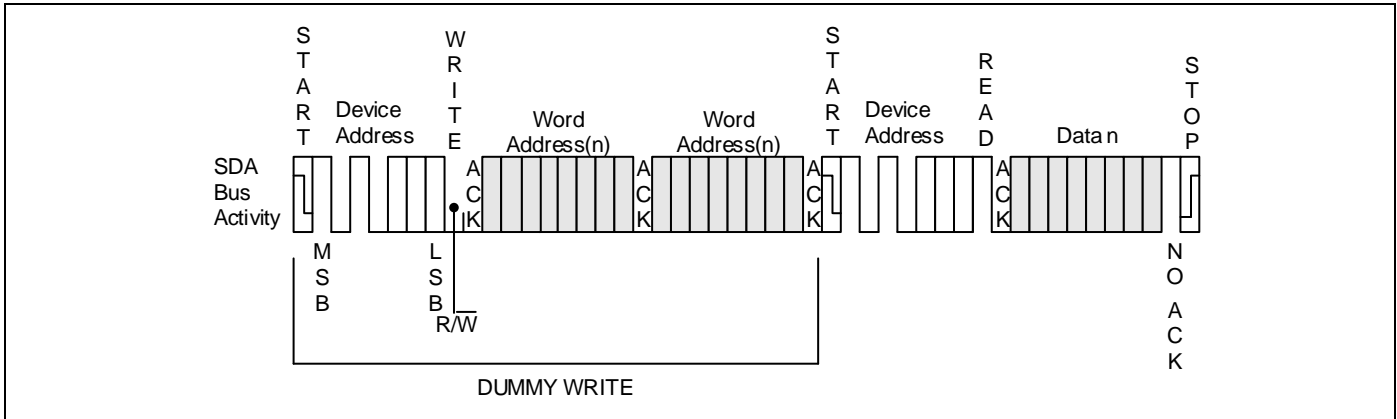 START
WRITE
START
READ
STOP
Device
Address
Word
Address(n)
Word
Address(n)
Device
Address
Data n
SDA
Bus
Activity
ACK
ACK
ACK
ACK
MSB
LSB
R/W̅
NO ACK
DUMMY WRITE